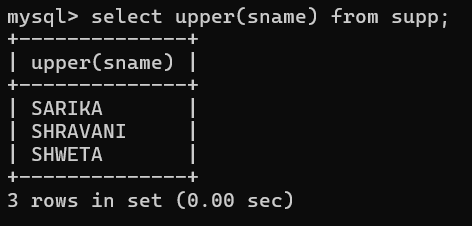 mysql> select upper(sname) from supp;
+--------------+
| upper(sname) |
+--------------+
| SARIKA       |
| SHRAVANI     |
| SHWETA       |
+--------------+
3 rows in set (0.00 sec)